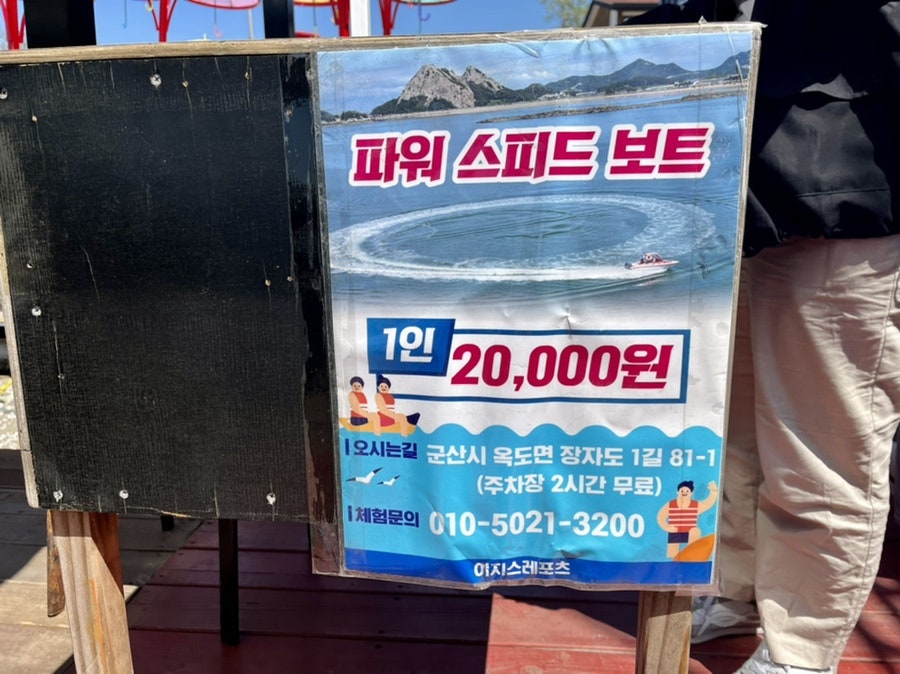 파워 스피드 보트
1인 20,000원
오시는길 군산시 옥도면 장자도 1길 81-1
(주차장 2시간 무료)
체험문의 010-5021-3200
어지스레포츠